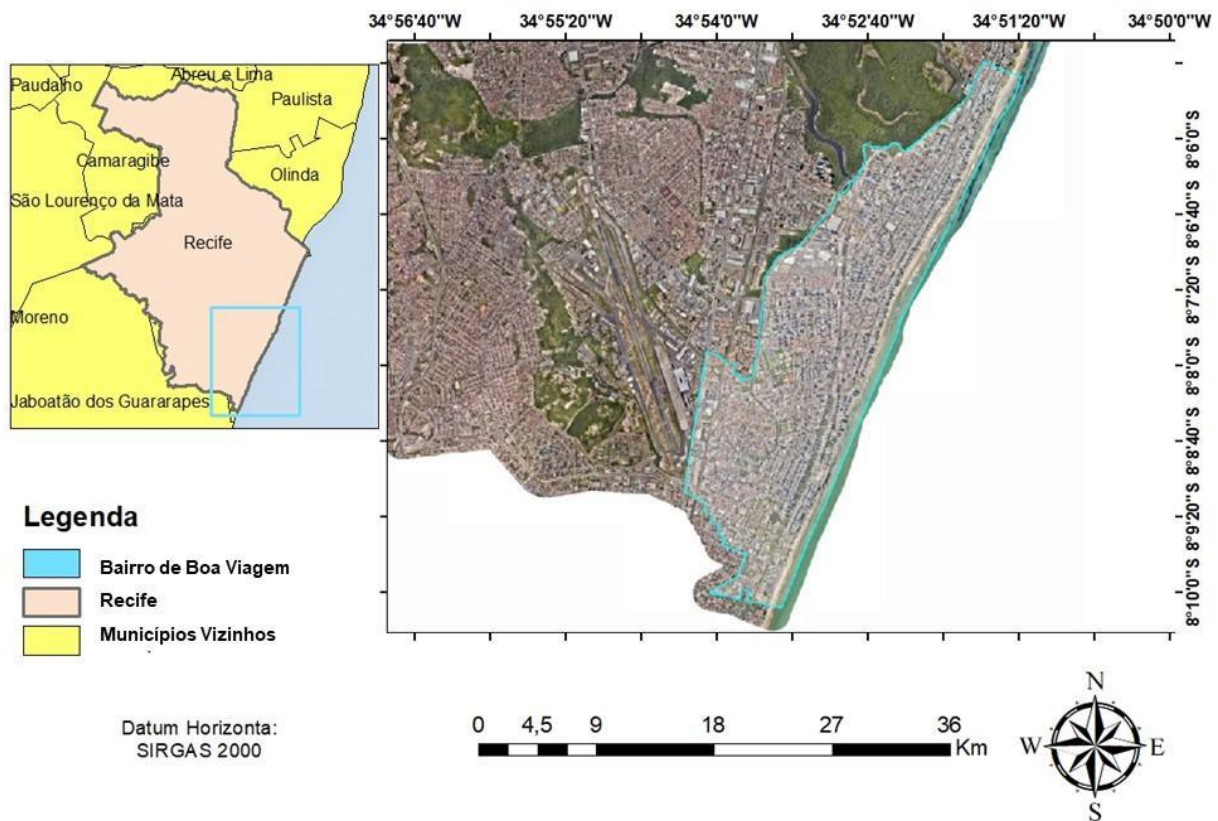 34°56'40"W 34°55'20"W 34°54'0"W 34°52'40"W 34°51'20"W 34°50'0"W
Abreu e Lima
Paudalho
Paulista
Camaragibe
Olinda
São Lourenço da Mata
Recife
Moreno
Jaboatão dos Guararapes
8°6'0"S
8°6'40"S
8°7'20"S
8°8'0"S
8°8'40"S
8°9'20"S
8°10'0"S
Legenda
Bairro de Boa Viagem
Recife
Municípios Vizinhos
Datum Horizonta:
SIRGAS 2000
0 4,5 9 18 27 36
Km
N
W E
S